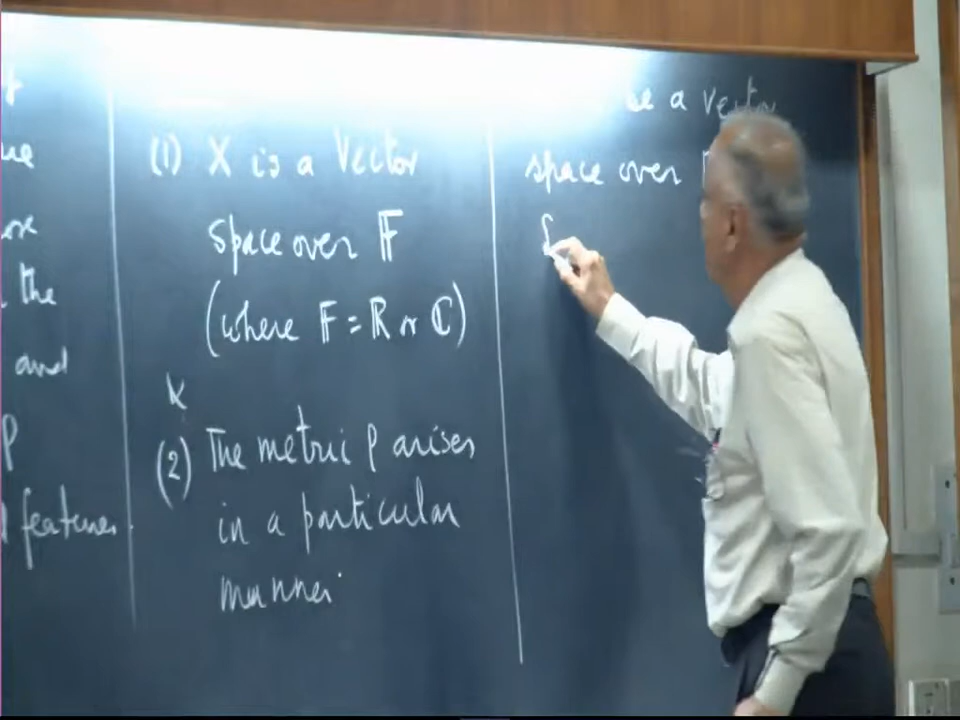 ue
the
and
ρ
features
(1) X is a Vector
space over 𝔽
(where 𝔽 = ℝ or ℂ)
(2) The metric ρ arises
in a particular
manner
be a vector
space over